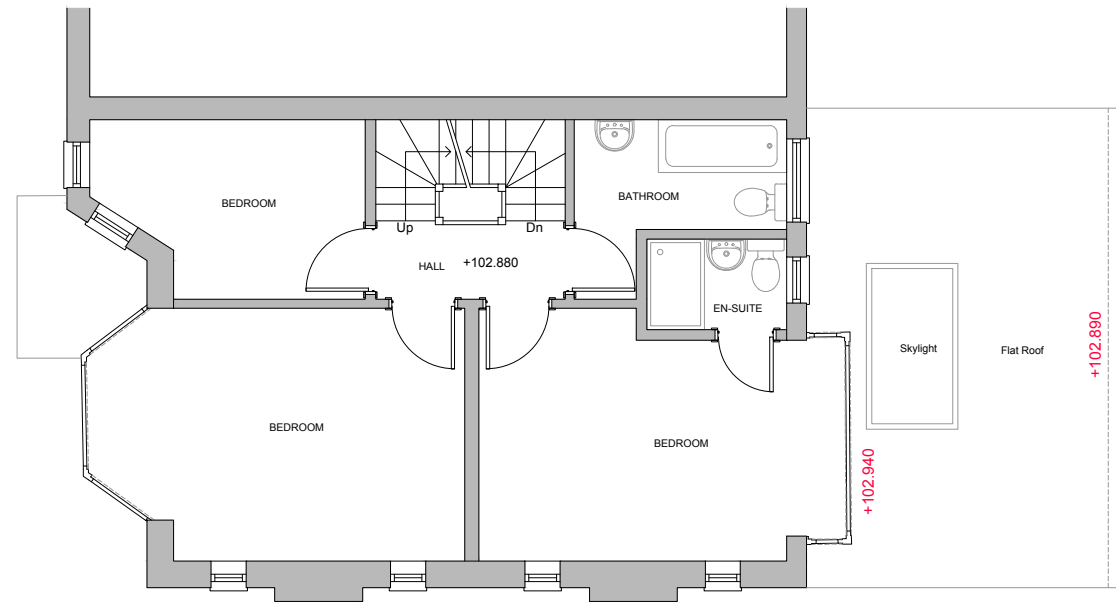 BEDROOM
BATHROOM
Up
Dn
HALL
+102.880
EN-SUITE
Skylight
Flat Roof
+102.890
BEDROOM
BEDROOM
+102.940